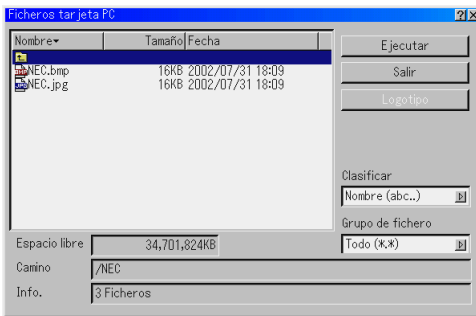 Ficheros tarjeta PC
Nombre Tamaño Fecha
NEC.bmp 16KB 2002/07/31 18:09
NEC.jpg 16KB 2002/07/31 18:09
Ejecutar
Salir
Logotipo
Clasificar
Nombre (abc..)
Grupo de fichero
Todo (*.*)
Espacio libre 34,701,824KB
Camino /NEC
Info. 3 Ficheros